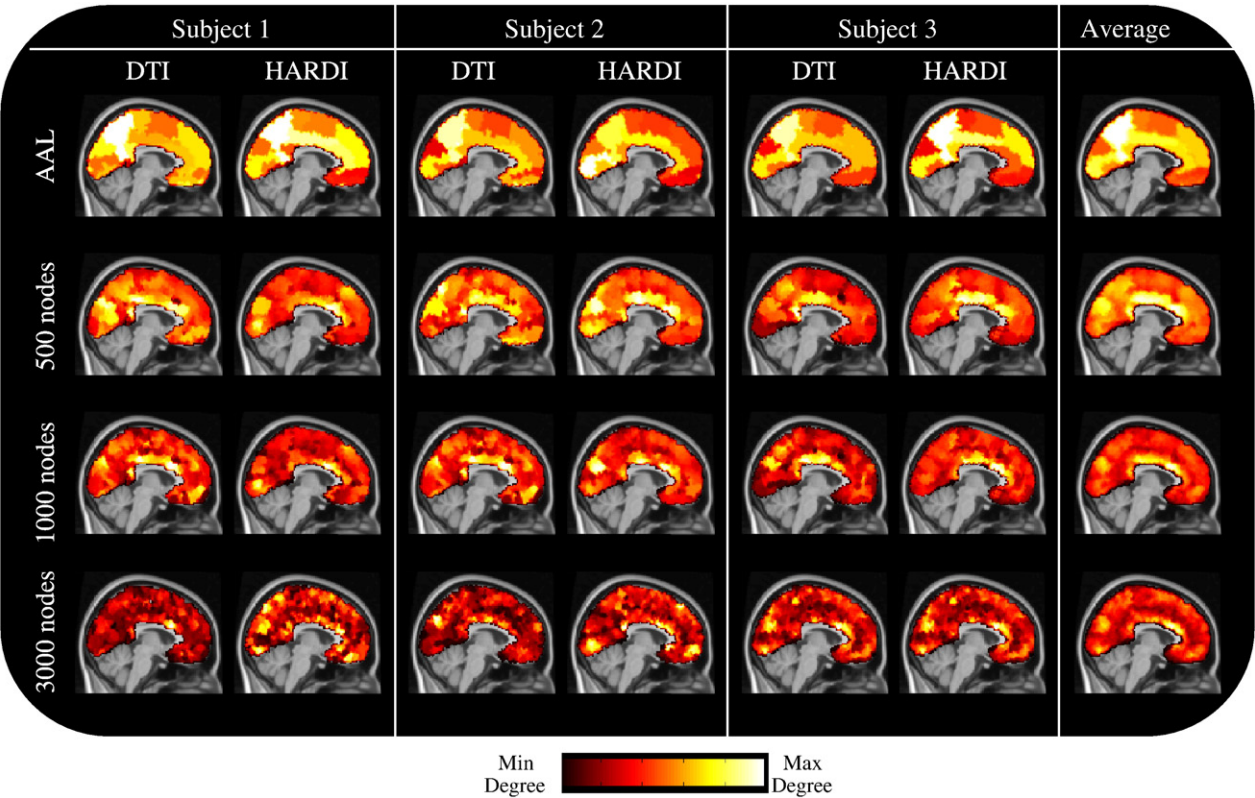 Subject 1 Subject 2 Subject 3 Average
DTI HARDI DTI HARDI DTI HARDI
AAL
500 nodes
1000 nodes
3000 nodes
Min Max
Degree Degree